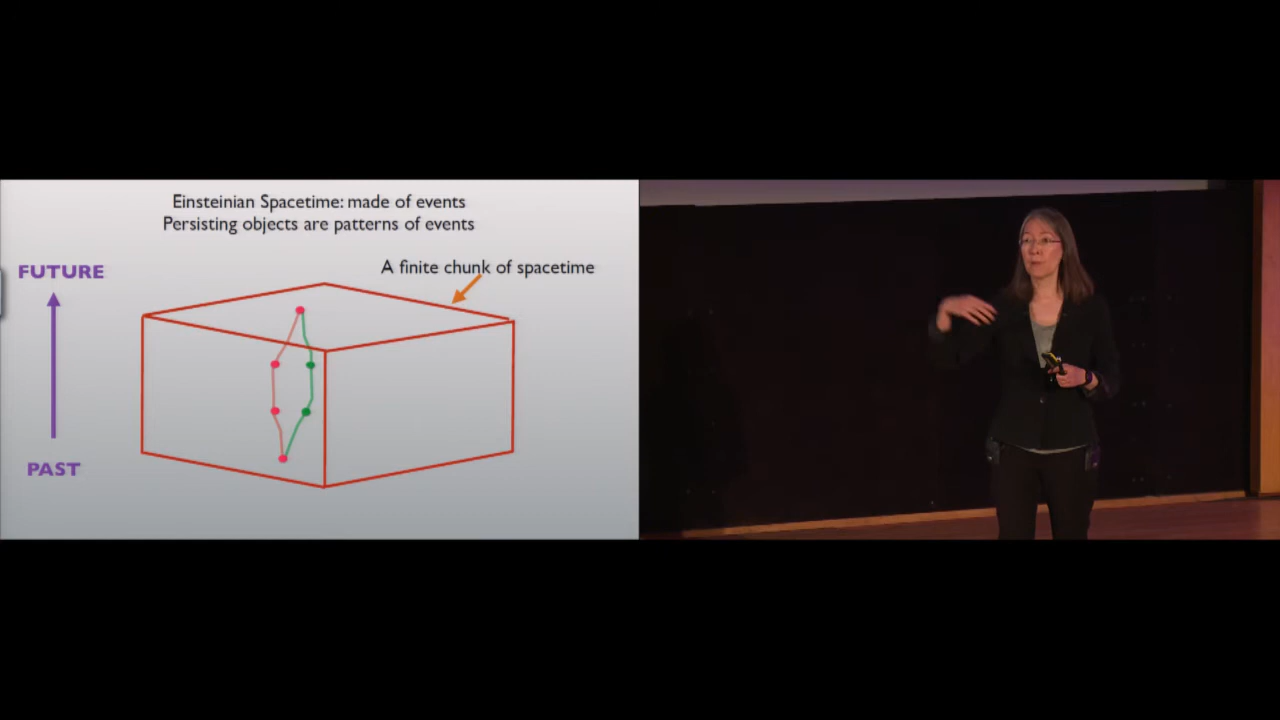 Einsteinian Spacetime: made of events
Persisting objects are patterns of events
A finite chunk of spacetime
FUTURE
PAST